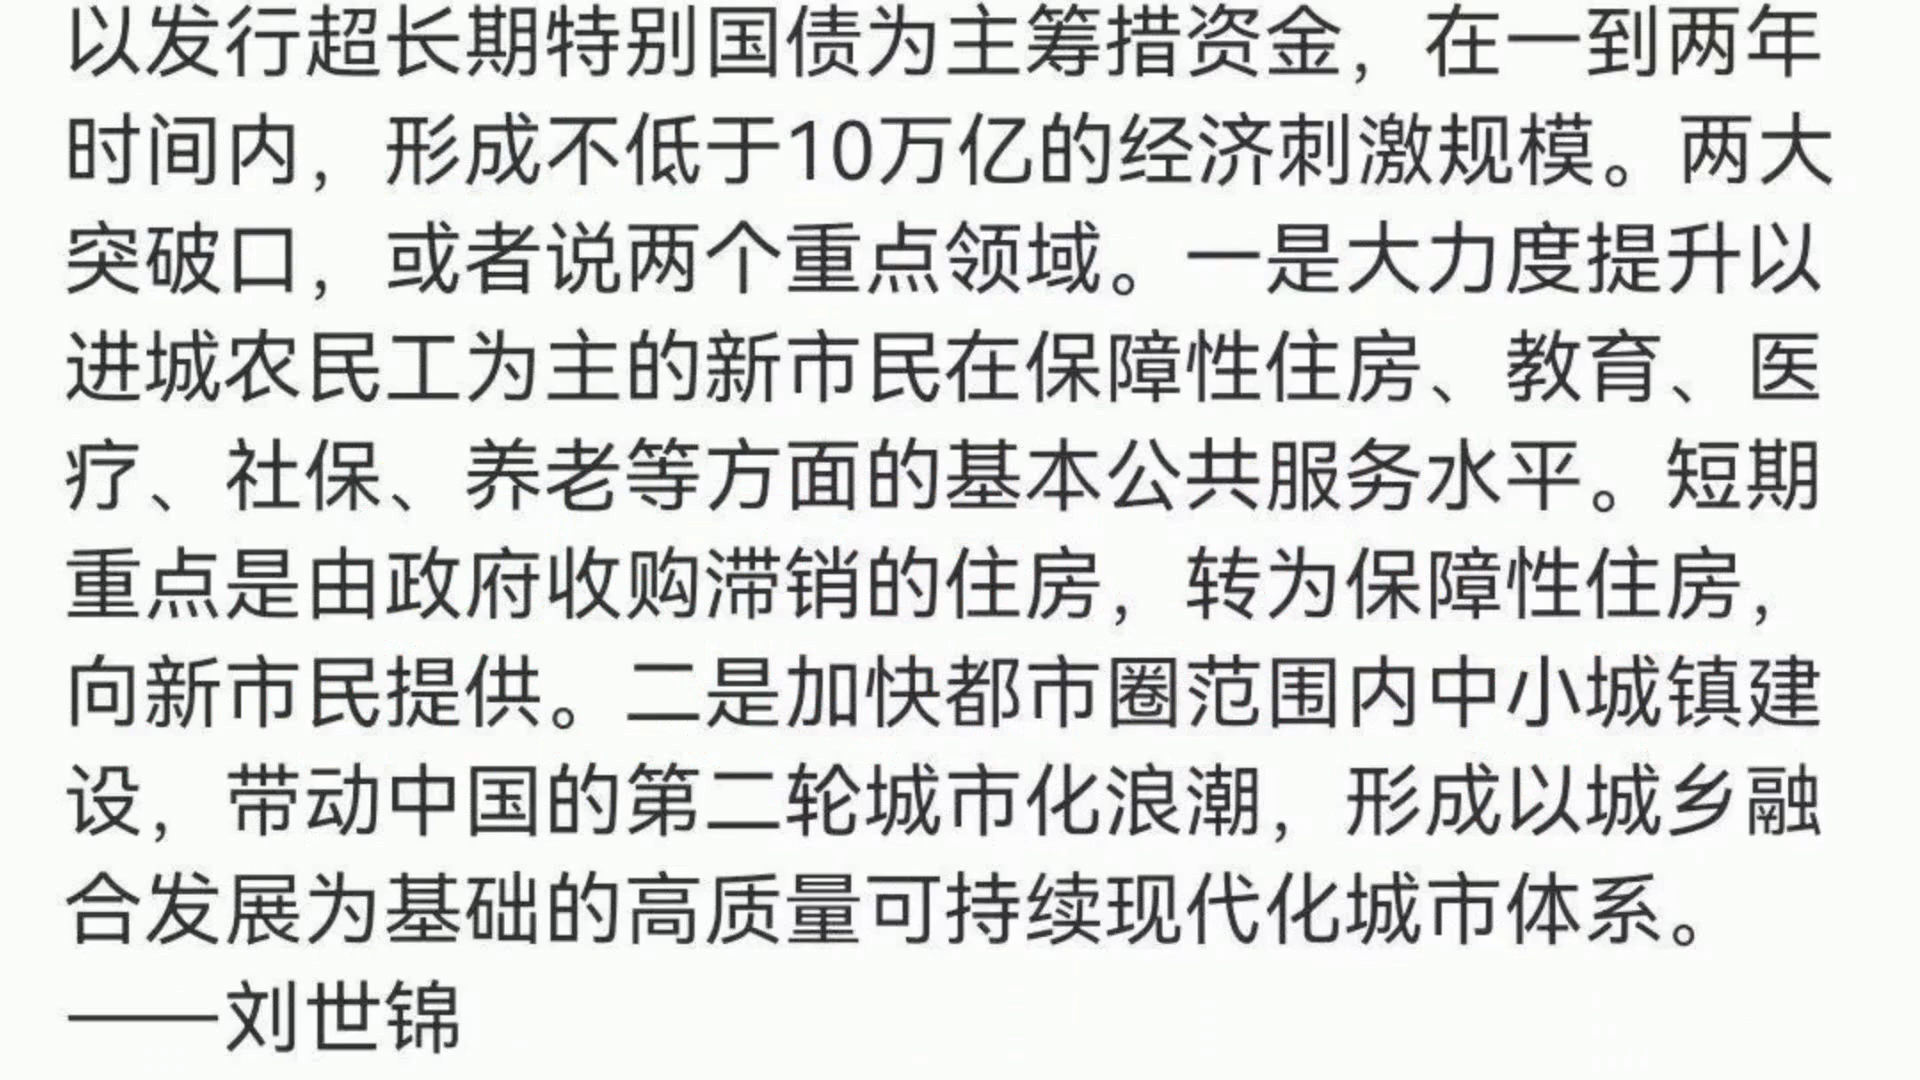 以发行超长期特别国债为主筹措资金，在一到两年
时间内，形成不低于10万亿的经济刺激规模。两大
突破口，或者说两个重点领域。一是大力度提升以
进城农民工为主的新市民在保障性住房、教育、医
疗、社保、养老等方面的基本公共服务水平。短期
重点是由政府收购滞销的住房，转为保障性住房，
向新市民提供。二是加快都市圈范围内中小城镇建
设，带动中国的第二轮城市化浪潮，形成以城乡融
合发展为基础的高质量可持续现代化城市体系。
——刘世锦